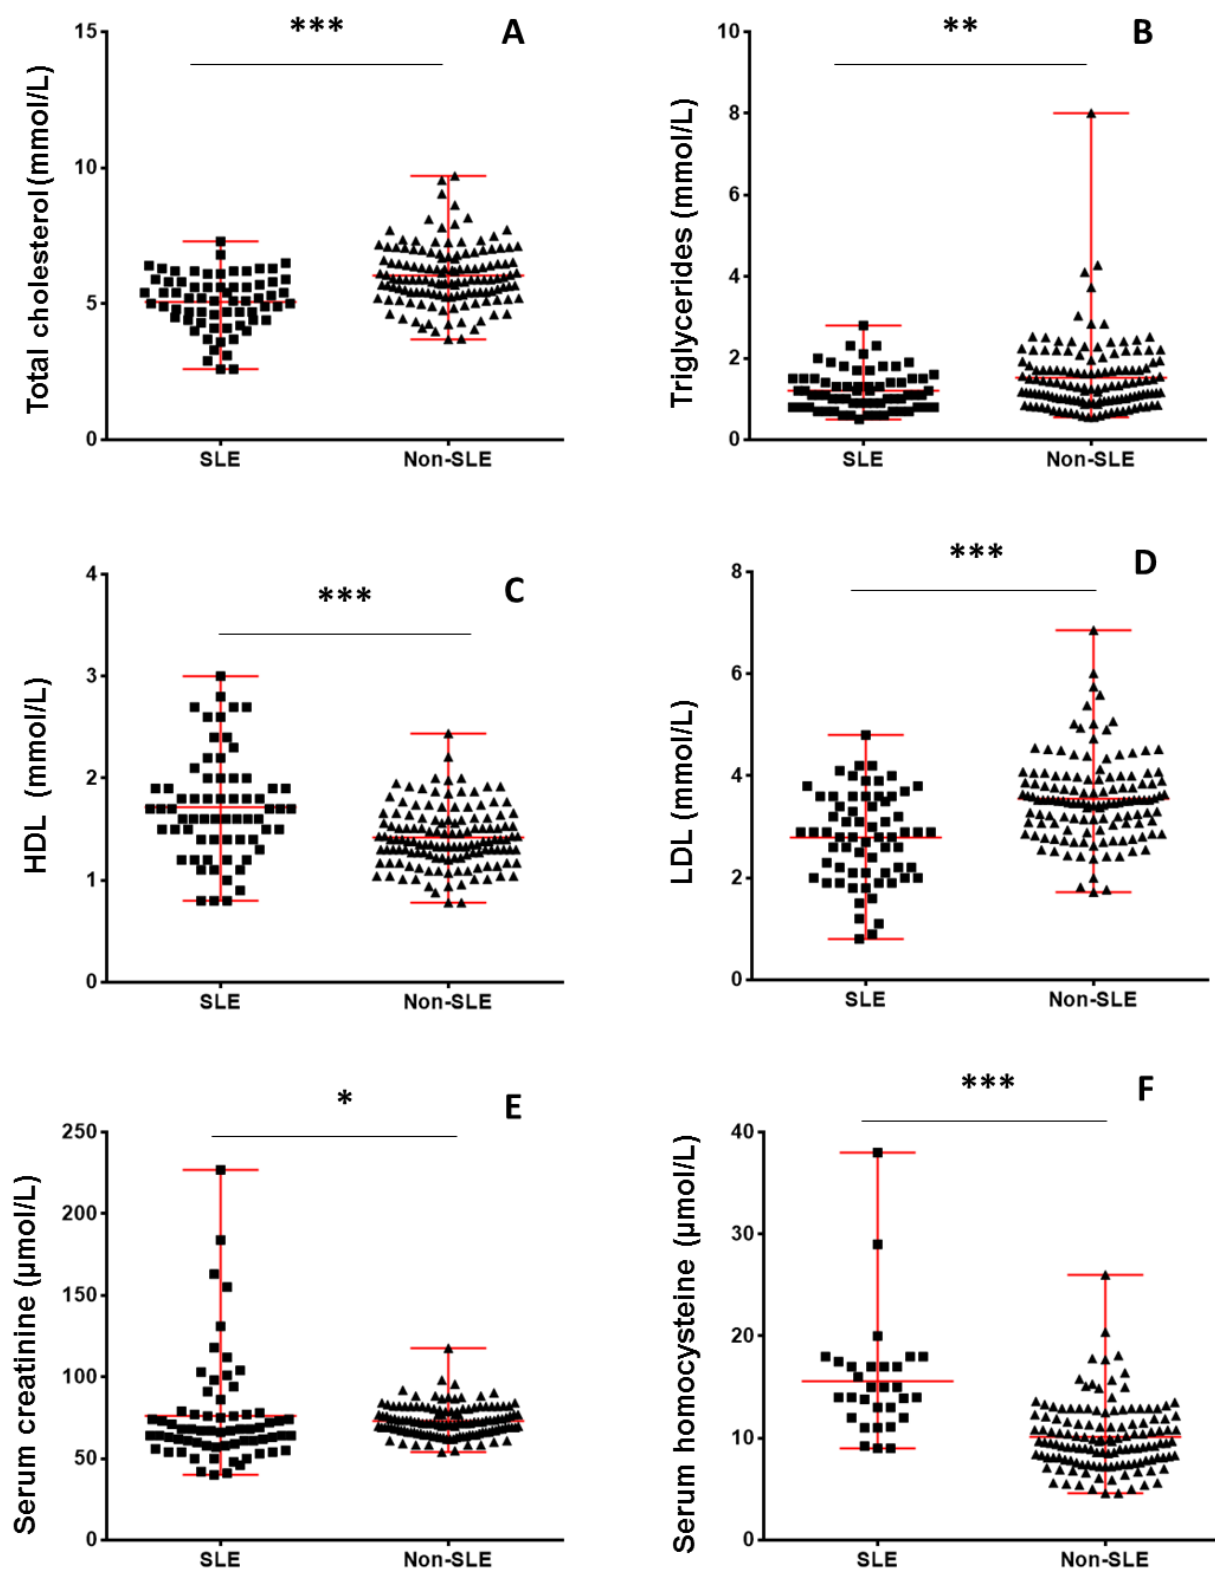 A
***
Total cholesterol (mmol/L)
15
10
5
0
SLE
Non-SLE
B
**
Triglycerides (mmol/L)
10
8
6
4
2
0
SLE
Non-SLE
C
***
HDL (mmol/L)
4
3
2
1
0
SLE
Non-SLE
D
***
LDL (mmol/L)
8
6
4
2
0
SLE
Non-SLE
E
*
Serum creatinine (µmol/L)
250
200
150
100
50
0
SLE
Non-SLE
F
***
Serum homocysteine (µmol/L)
40
30
20
10
0
SLE
Non-SLE